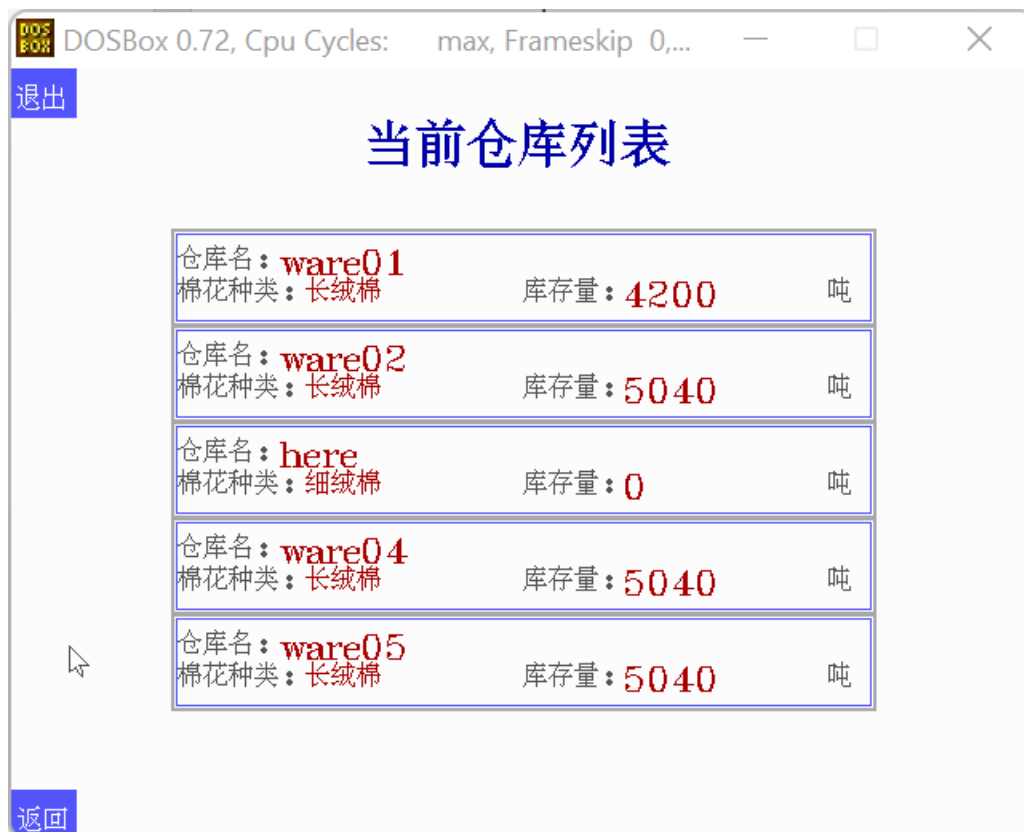 DOS
BOX
DOSBox 0.72, Cpu Cycles: max, Frameskip 0,...
退出
当前仓库列表
仓库名：ware01
棉花种类：长绒棉 库存量：4200 吨
仓库名：ware02
棉花种类：长绒棉 库存量：5040 吨
仓库名：here
棉花种类：细绒棉 库存量：0 吨
仓库名：ware04
棉花种类：长绒棉 库存量：5040 吨
仓库名：ware05
棉花种类：长绒棉 库存量：5040 吨
返回